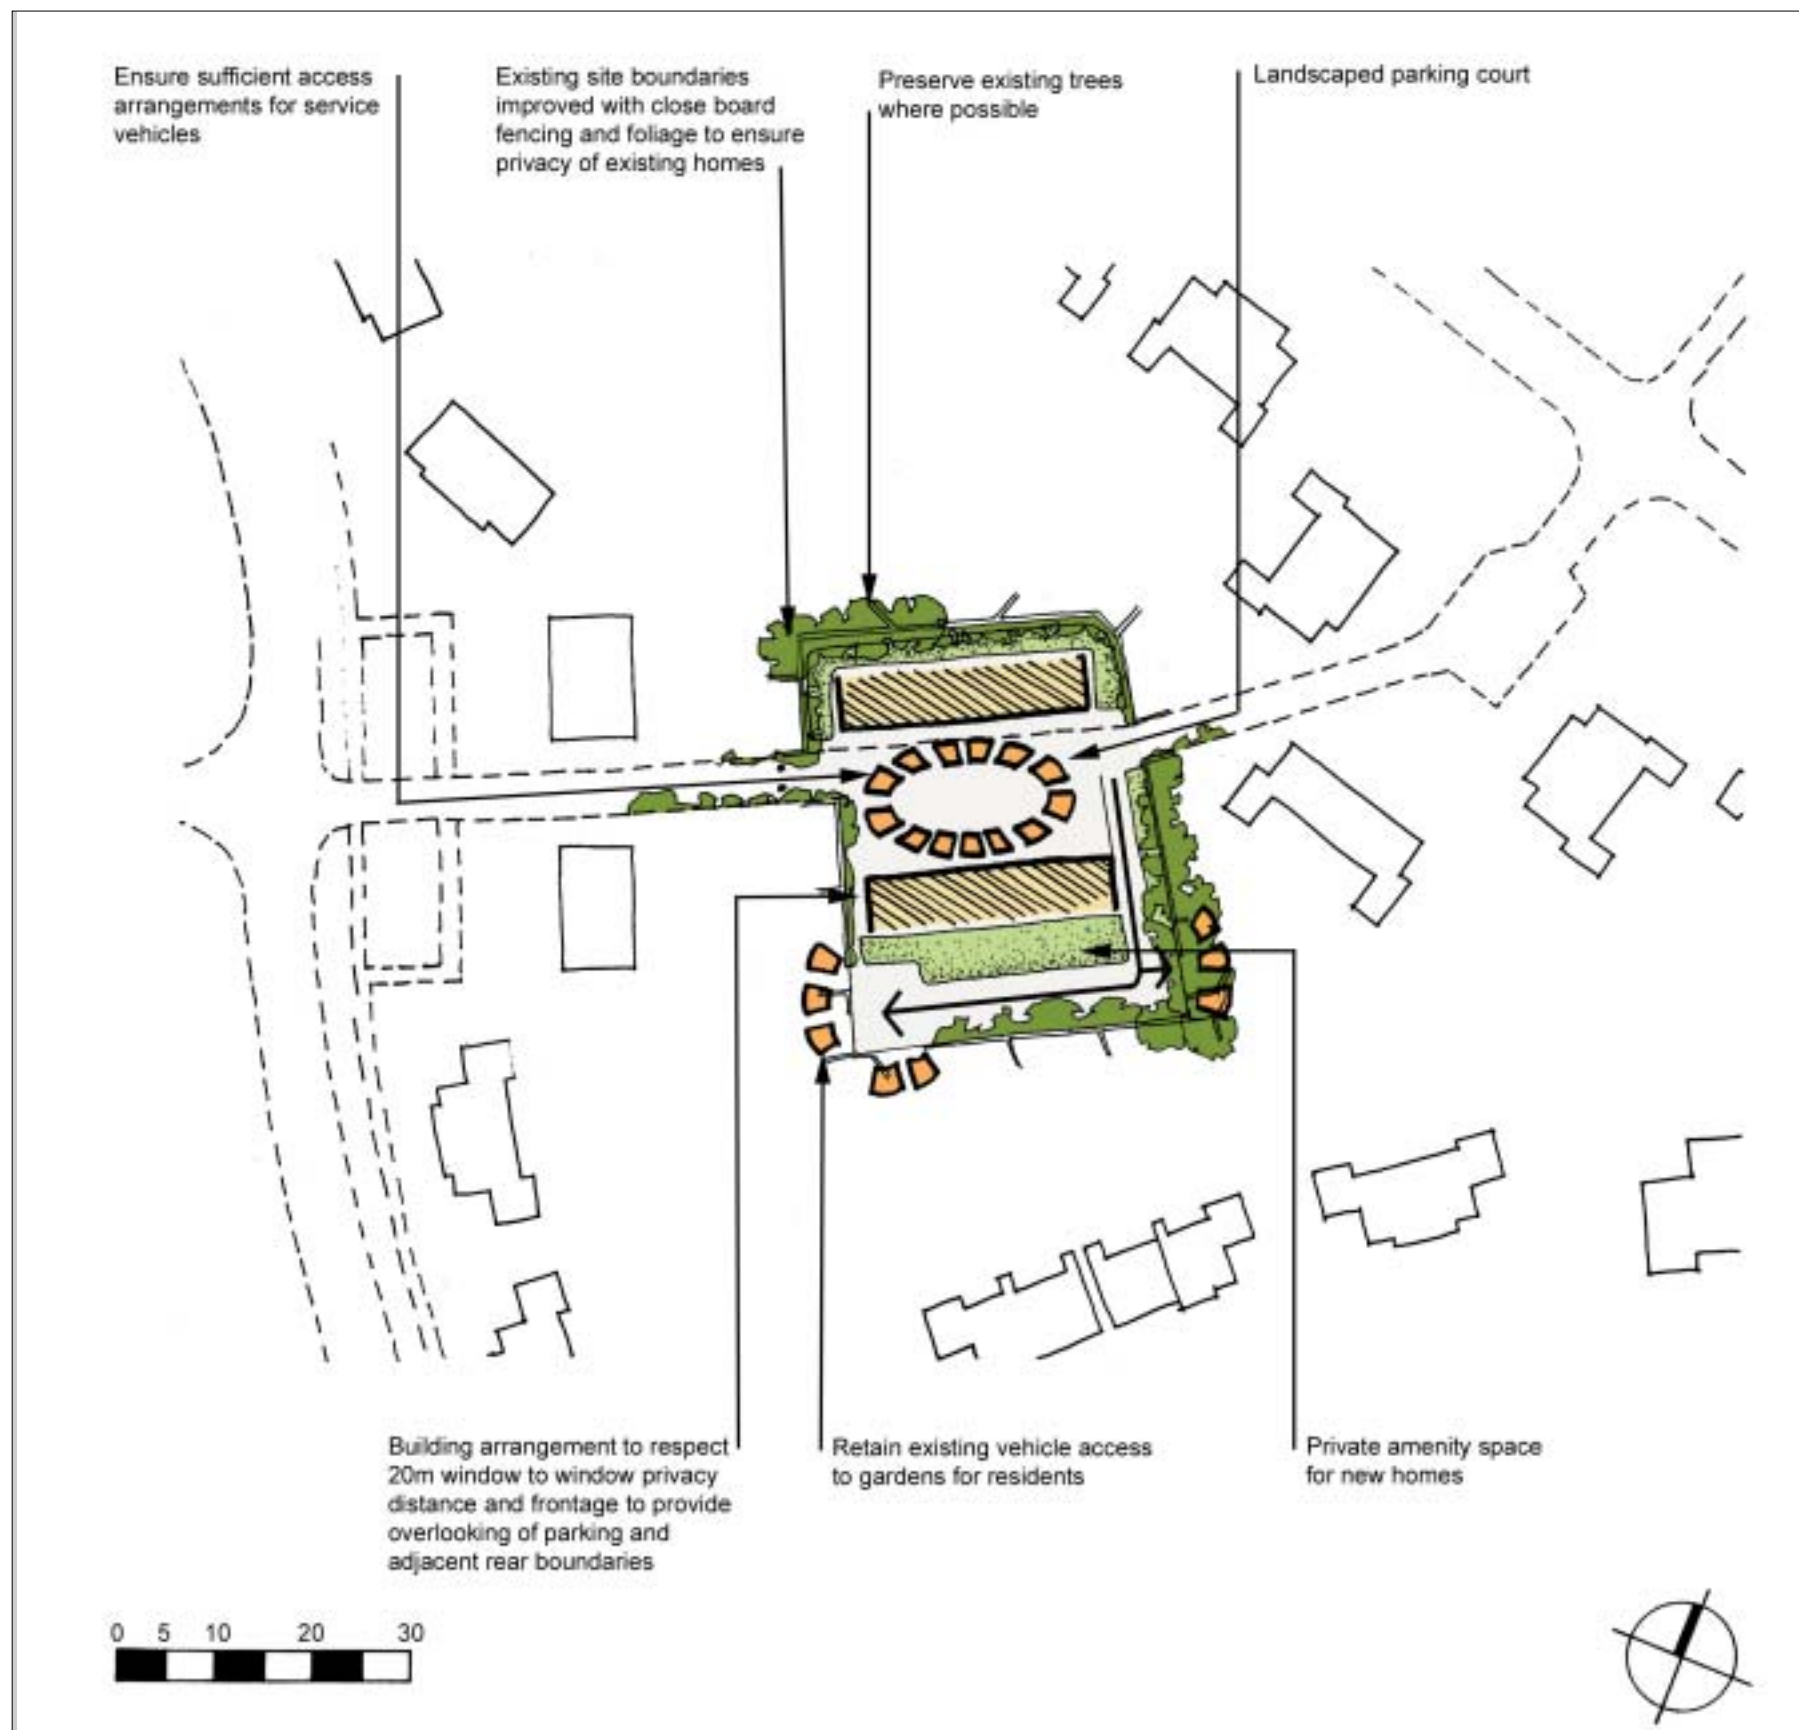 Ensure sufficient access
arrangements for service
vehicles
Existing site boundaries
improved with close board
fencing and foliage to ensure
privacy of existing homes
Preserve existing trees
where possible
Landscaped parking court
Building arrangement to respect
20m window to window privacy
distance and frontage to provide
overlooking of parking and
adjacent rear boundaries
Retain existing vehicle access
to gardens for residents
Private amenity space
for new homes
0 5 10 20 30